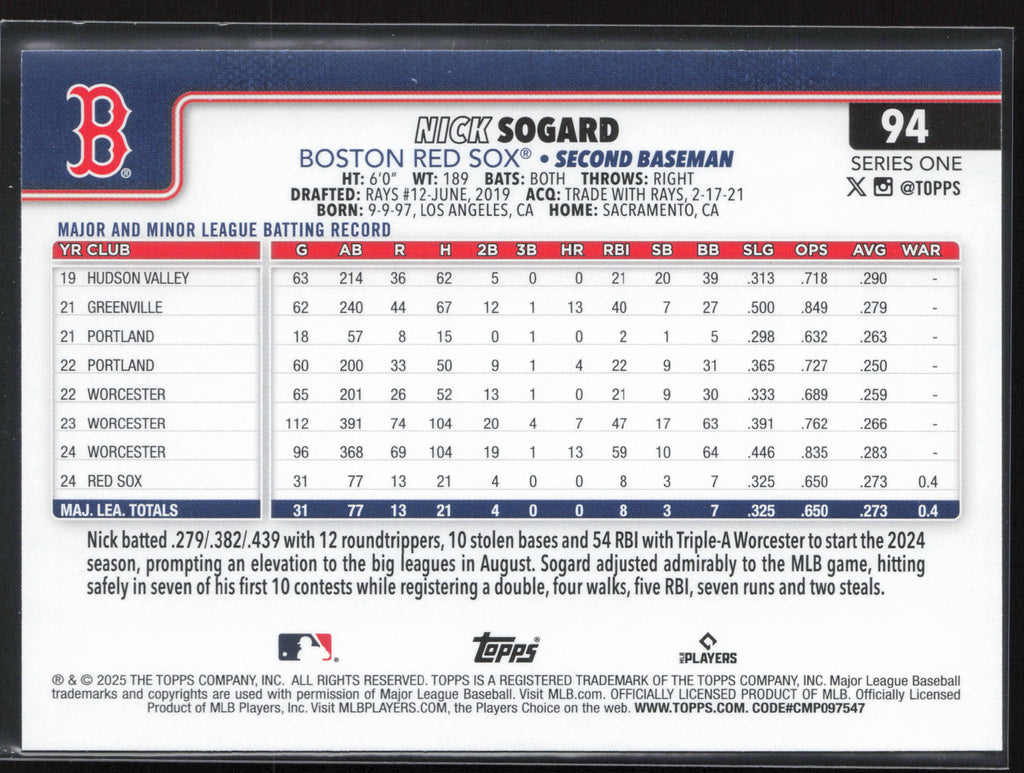 B®
94
NICK SOGARD
BOSTON RED SOX® • SECOND BASEMAN
SERIES ONE
HT: 6'0" WT: 189 BATS: BOTH THROWS: RIGHT
@TOPPS
DRAFTED: RAYS #12-JUNE, 2019 ACQ: TRADE WITH RAYS, 2-17-21
BORN: 9-9-97, LOS ANGELES, CA HOME: SACRAMENTO, CA
MAJOR AND MINOR LEAGUE BATTING RECORD
YR CLUB G AB R H 2B 3B HR RBI SB BB SLG OPS AVG WAR
19 HUDSON VALLEY 63 214 36 62 5 0 0 21 20 39 .313 .718 .290 -
21 GREENVILLE 62 240 44 67 12 1 13 40 7 27 .500 .849 .279 -
21 PORTLAND 18 57 8 15 0 1 0 2 1 5 .298 .632 .263 -
22 PORTLAND 60 200 33 50 9 1 4 22 9 31 .365 .727 .250 -
22 WORCESTER 65 201 26 52 13 1 0 21 9 30 .333 .689 .259 -
23 WORCESTER 112 391 74 104 20 4 7 47 17 63 .391 .762 .266 -
24 WORCESTER 96 368 69 104 19 1 13 59 10 64 .446 .835 .283 -
24 RED SOX 31 77 13 21 4 0 0 8 3 7 .325 .650 .273 0.4
MAJ. LEA. TOTALS 31 77 13 21 4 0 0 8 3 7 .325 .650 .273 0.4
Nick batted .279/.382/.439 with 12 roundtrippers, 10 stolen bases and 54 RBI with Triple-A Worcester to start the 2024
season, prompting an elevation to the big leagues in August. Sogard adjusted admirably to the MLB game, hitting
safely in seven of his first 10 contests while registering a double, four walks, five RBI, seven runs and two steals.
Topps®
MLB PLAYERS
® & © 2025 THE TOPPS COMPANY, INC. ALL RIGHTS RESERVED. TOPPS IS A REGISTERED TRADEMARK OF THE TOPPS COMPANY, INC. Major League Baseball
trademarks and copyrights are used with permission of Major League Baseball. Visit MLB.com. OFFICIALLY LICENSED PRODUCT OF MLB. Officially Licensed
Product of MLB Players, Inc. Visit MLBPLAYERS.COM, the Players Choice on the web. WWW.TOPPS.COM. CODE#CMP097547